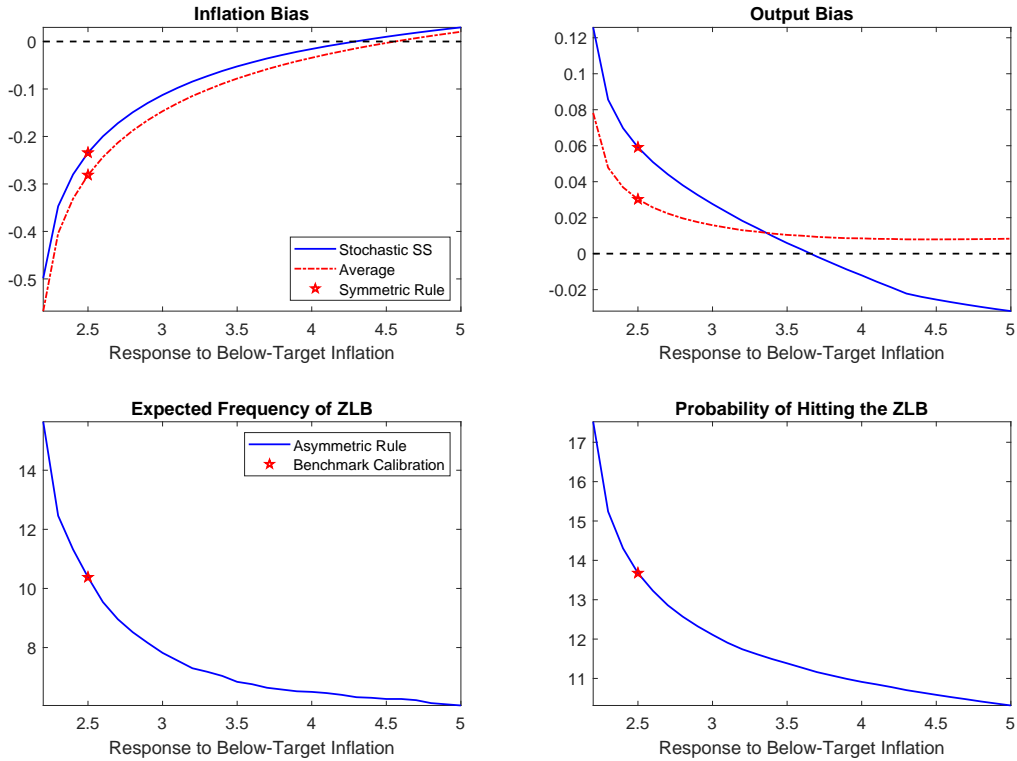 Inflation Bias
0
-0.1
-0.2
-0.3
-0.4
-0.5
2.5 3 3.5 4 4.5 5
Response to Below-Target Inflation
Stochastic SS
Average
Symmetric Rule
Output Bias
0.12
0.1
0.08
0.06
0.04
0.02
0
-0.02
2.5 3 3.5 4 4.5 5
Response to Below-Target Inflation
Expected Frequency of ZLB
14
12
10
8
2.5 3 3.5 4 4.5 5
Response to Below-Target Inflation
Asymmetric Rule
Benchmark Calibration
Probability of Hitting the ZLB
17
16
15
14
13
12
11
2.5 3 3.5 4 4.5 5
Response to Below-Target Inflation